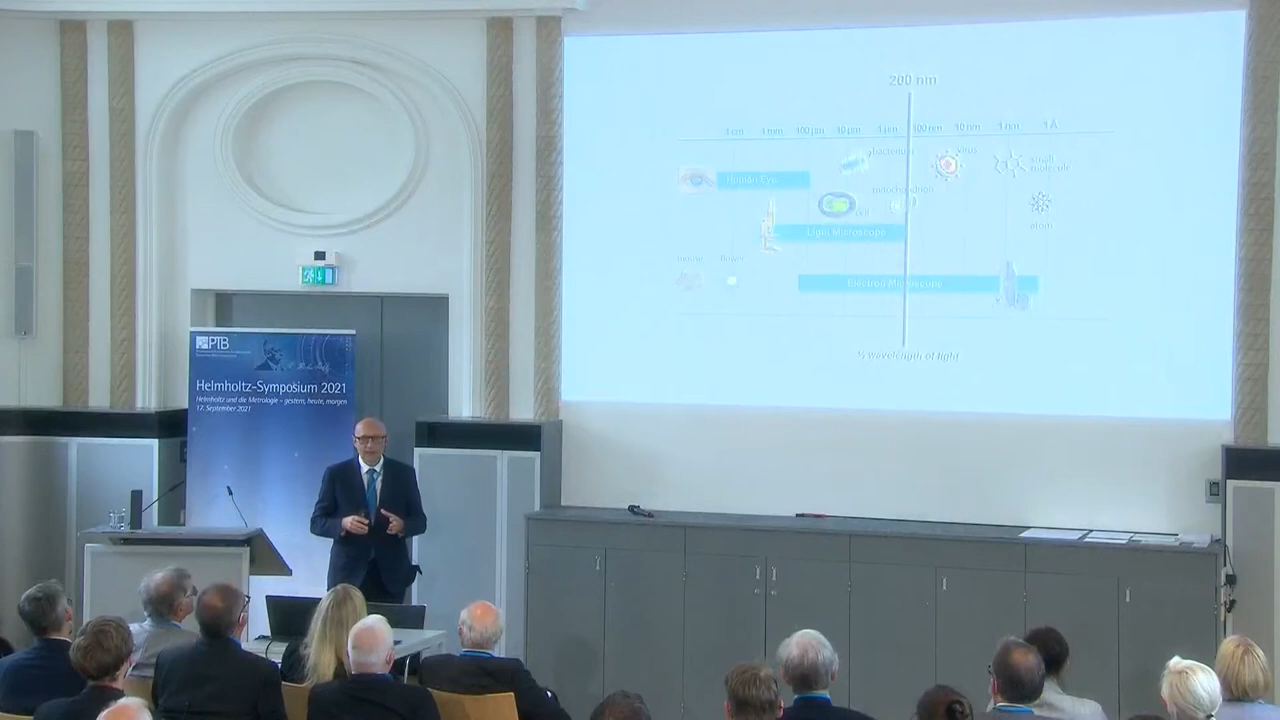 200 nm
1 cm 1 mm 100 µm 10 µm 1 µm 100 nm 10 nm 1 nm 1 Å
bacterium
virus
small
molecule
Human Eye
mitochondrion
cell
atom
Light Microscope
mouse flower
Electron Microscope
½ wavelength of light
PTB
Helmholtz-Symposium 2021
Helmholtz und die Metrologie – gestern, heute, morgen
17. September 2021